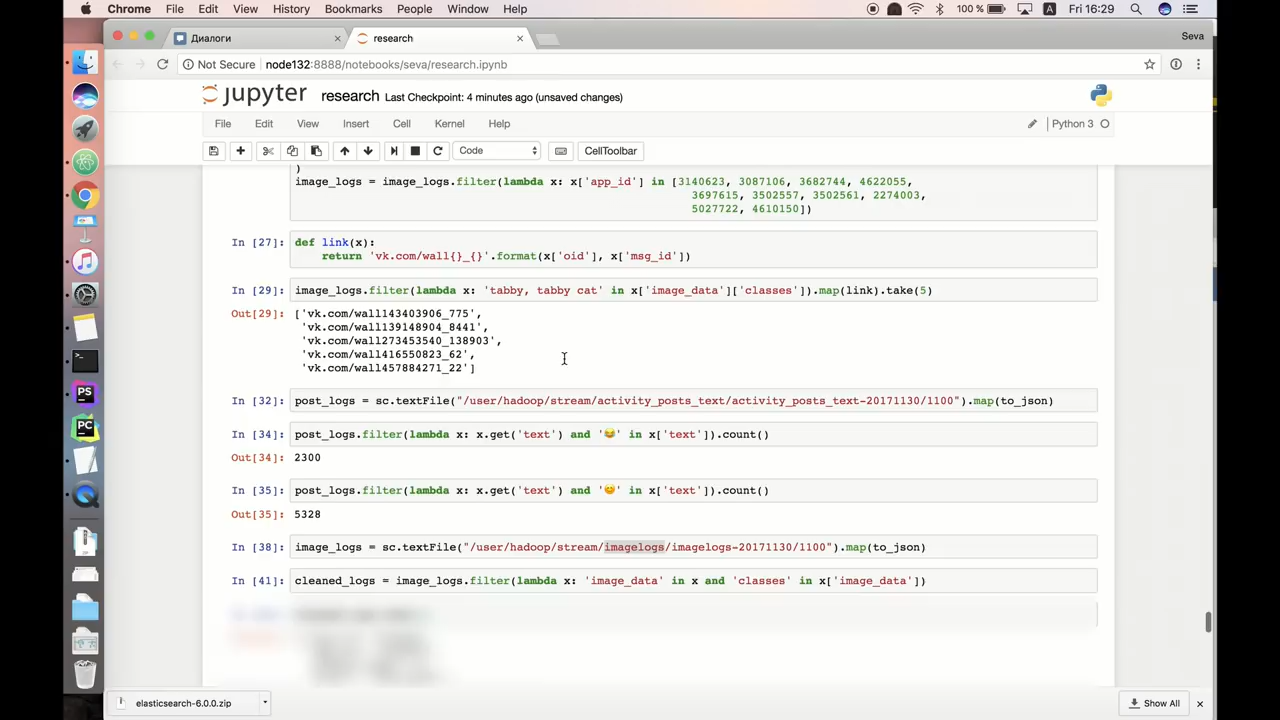 Chrome File Edit View History Bookmarks People Window Help 100 % A Fri 16:29
Диалоги
research
Seva
Not Secure node132:8888/notebooks/seva/research.ipynb
jupyter research Last Checkpoint: 4 minutes ago (unsaved changes)
File Edit View Insert Cell Kernel Help Python 3
Code CellToolbar
)
image_logs = image_logs.filter(lambda x: x['app_id'] in [3140623, 3087106, 3682744, 4622055,
3697615, 3502557, 3502561, 2274003,
5027722, 4610150])
In [27]: def link(x):
return 'vk.com/wall{}_{}'.format(x['oid'], x['msg_id'])
In [29]: image_logs.filter(lambda x: 'tabby, tabby cat' in x['image_data']['classes']).map(link).take(5)
Out[29]: ['vk.com/wall143403906_775',
'vk.com/wall139148904_8441',
'vk.com/wall273453540_138903',
'vk.com/wall416550823_62',
'vk.com/wall457884271_22']
In [32]: post_logs = sc.textFile("/user/hadoop/stream/activity_posts_text/activity_posts_text-20171130/1100").map(to_json)
In [34]: post_logs.filter(lambda x: x.get('text') and '😂' in x['text']).count()
Out[34]: 2300
In [35]: post_logs.filter(lambda x: x.get('text') and '😊' in x['text']).count()
Out[35]: 5328
In [38]: image_logs = sc.textFile("/user/hadoop/stream/imagelogs/imagelogs-20171130/1100").map(to_json)
In [41]: cleaned_logs = image_logs.filter(lambda x: 'image_data' in x and 'classes' in x['image_data'])
PS
PC
elasticsearch-6.0.0.zip
Show All